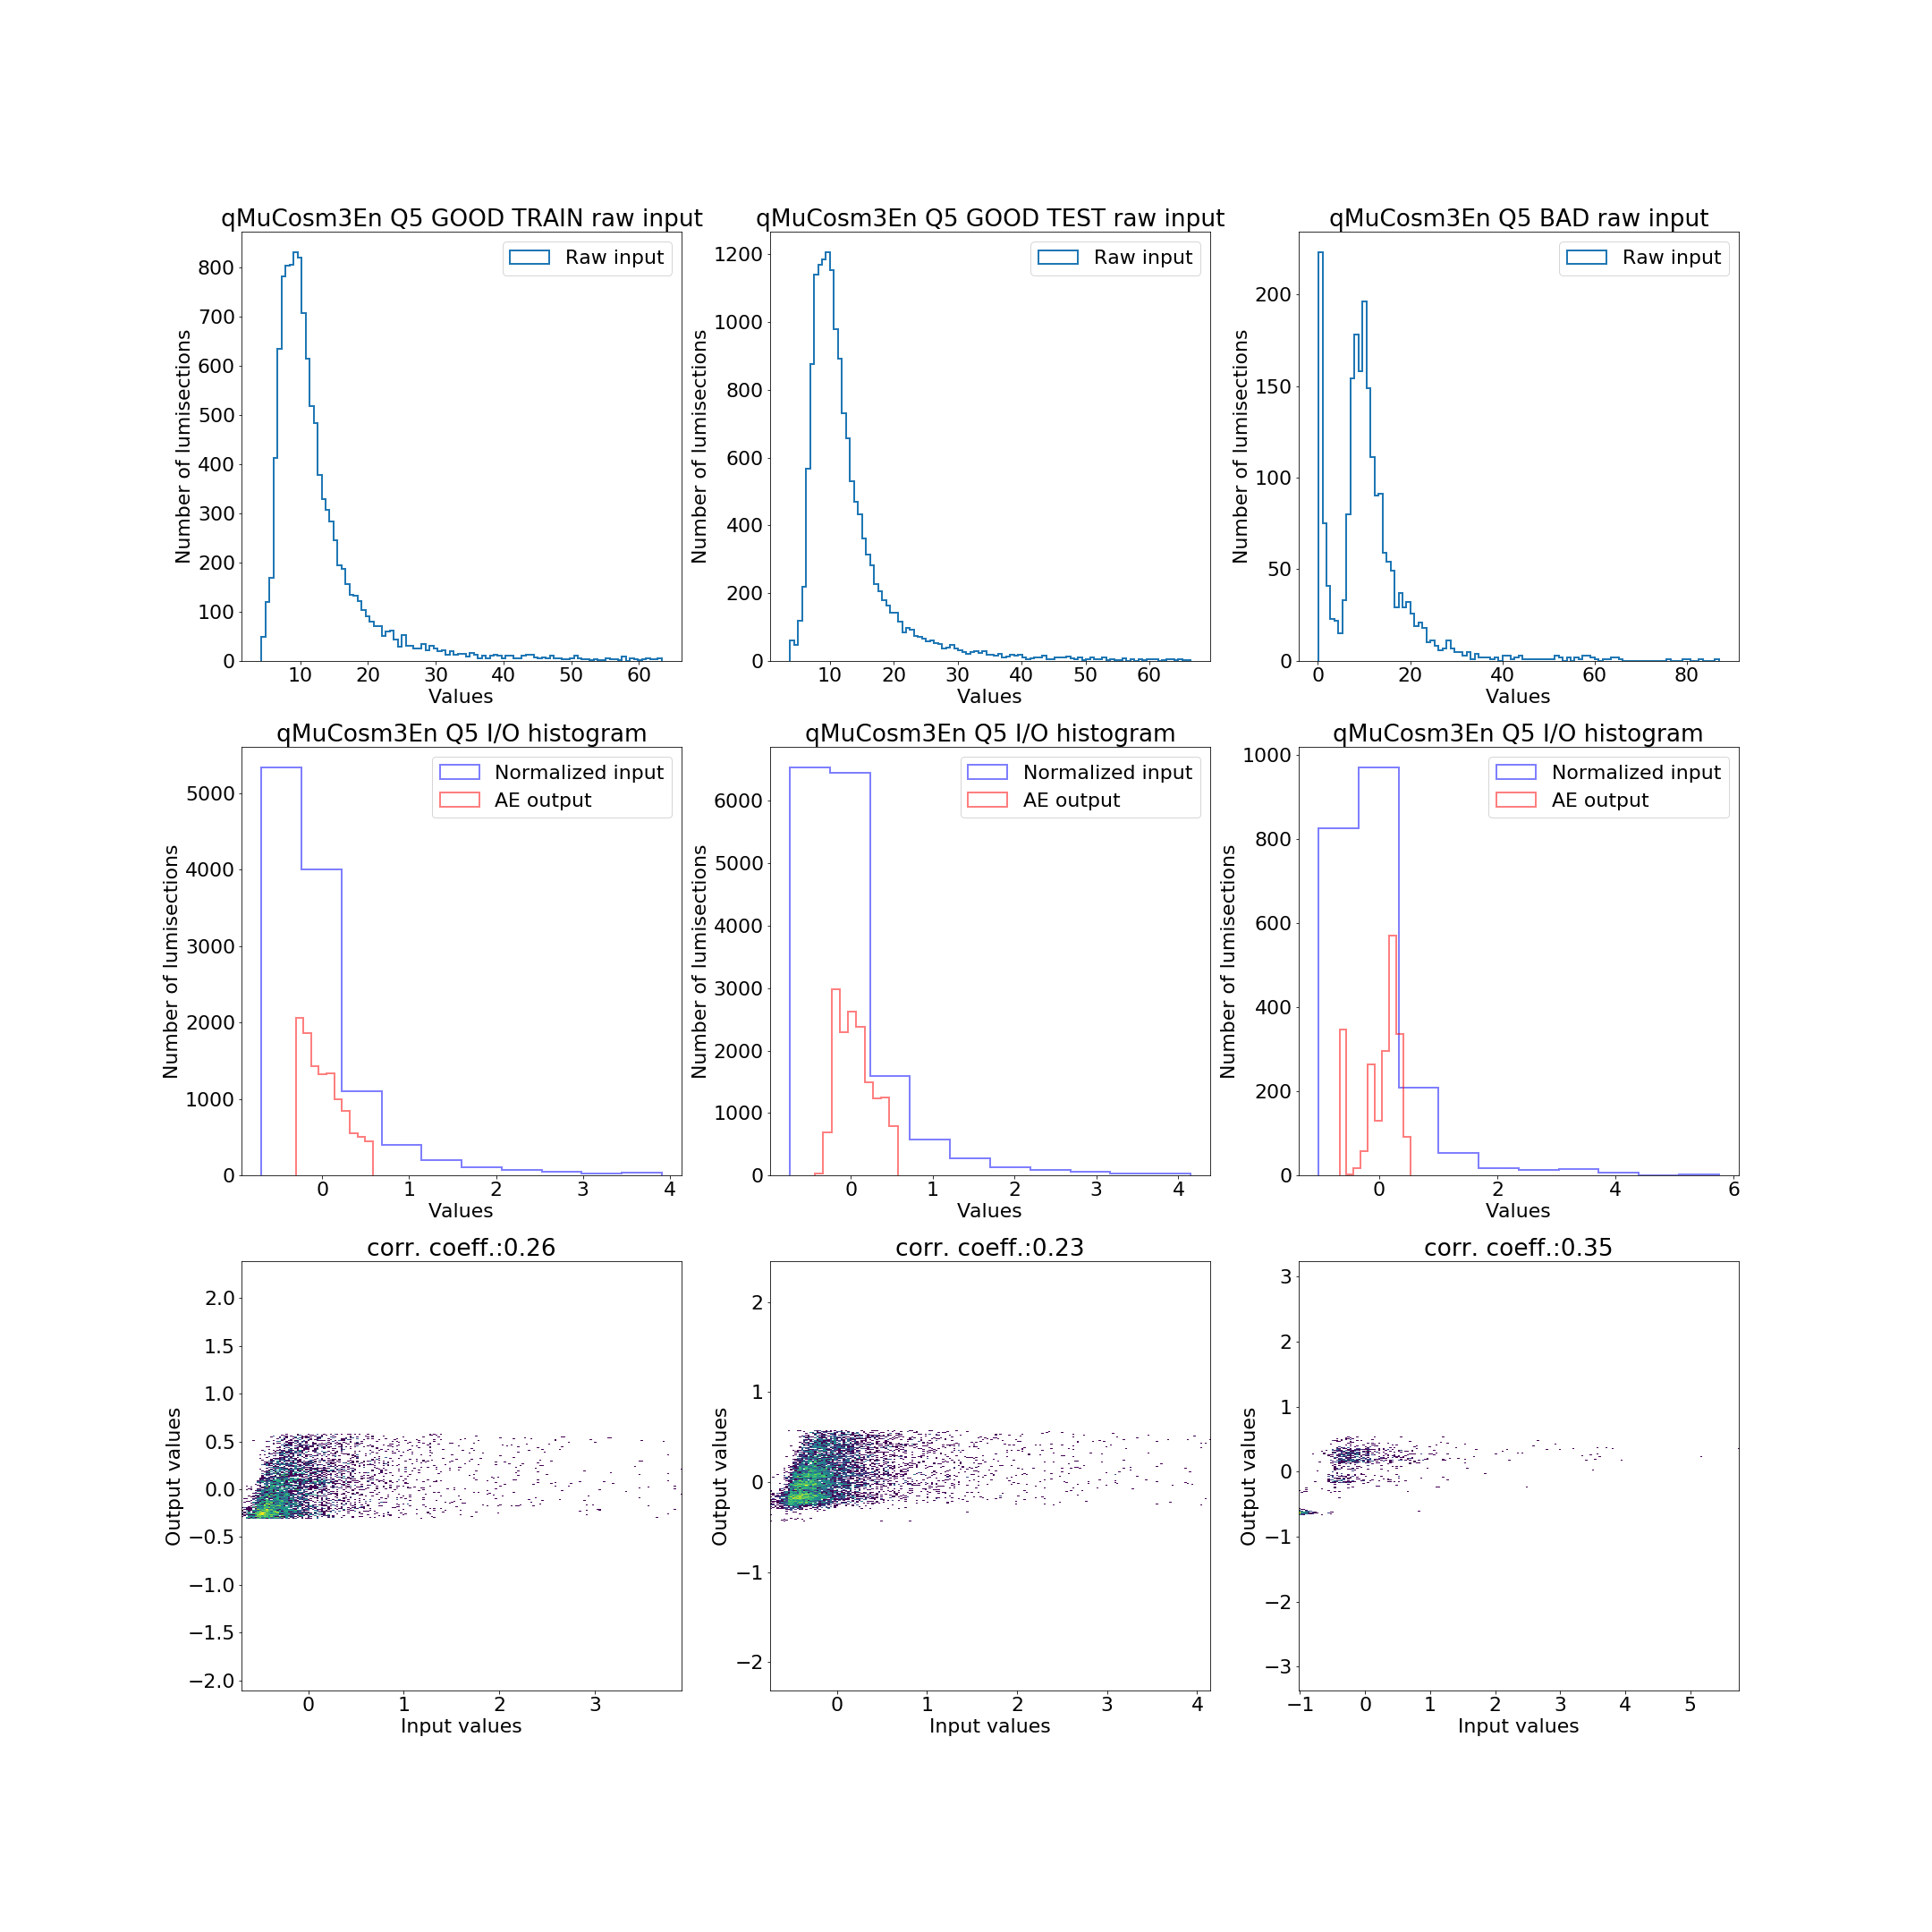 qMuCosm3En Q5 GOOD TRAIN raw input
Raw input
Number of lumisections
800
700
600
500
400
300
200
100
0
10 20 30 40 50 60
Values
qMuCosm3En Q5 GOOD TEST raw input
Raw input
Number of lumisections
1200
1000
800
600
400
200
0
10 20 30 40 50 60
Values
qMuCosm3En Q5 BAD raw input
Raw input
Number of lumisections
200
150
100
50
0
0 20 40 60 80
Values
qMuCosm3En Q5 I/O histogram
Normalized input
AE output
Number of lumisections
5000
4000
3000
2000
1000
0
0 1 2 3 4
Values
qMuCosm3En Q5 I/O histogram
Normalized input
AE output
Number of lumisections
6000
5000
4000
3000
2000
1000
0
0 1 2 3 4
Values
qMuCosm3En Q5 I/O histogram
Normalized input
AE output
Number of lumisections
1000
800
600
400
200
0
0 2 4 6
Values
corr. coeff.:0.26
Output values
2.0
1.5
1.0
0.5
0.0
−0.5
−1.0
−1.5
−2.0
0 1 2 3
Input values
corr. coeff.:0.23
Output values
2
1
0
−1
−2
0 1 2 3 4
Input values
corr. coeff.:0.35
Output values
3
2
1
0
−1
−2
−3
−1 0 1 2 3 4 5
Input values